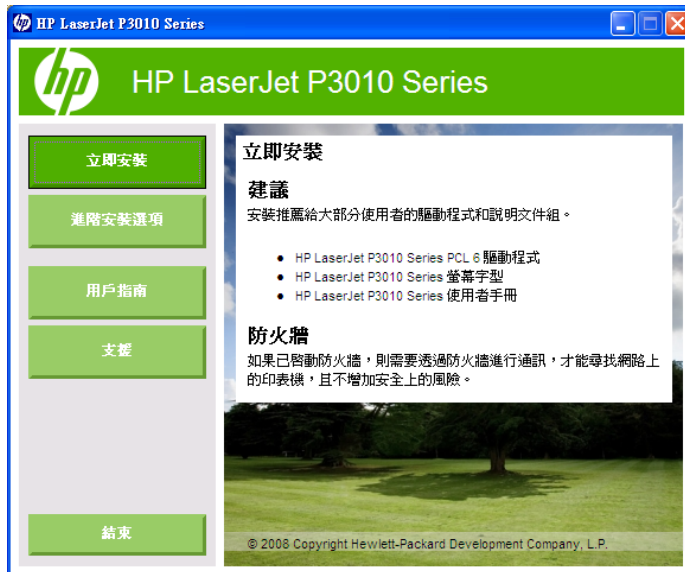 HP LaserJet P3010 Series
hp
HP LaserJet P3010 Series
立即安裝
進階安裝選項
用戶指南
支援
結束
立即安裝
建議
安裝推薦給大部分使用者的驅動程式和說明文件組。
● HP LaserJet P3010 Series PCL 6 驅動程式
● HP LaserJet P3010 Series 螢幕字型
● HP LaserJet P3010 Series 使用者手冊
防火牆
如果已啟動防火牆，則需要透過防火牆進行通訊，才能尋找網路上
的印表機，且不增加安全上的風險。
© 2008 Copyright Hewlett-Packard Development Company, L.P.